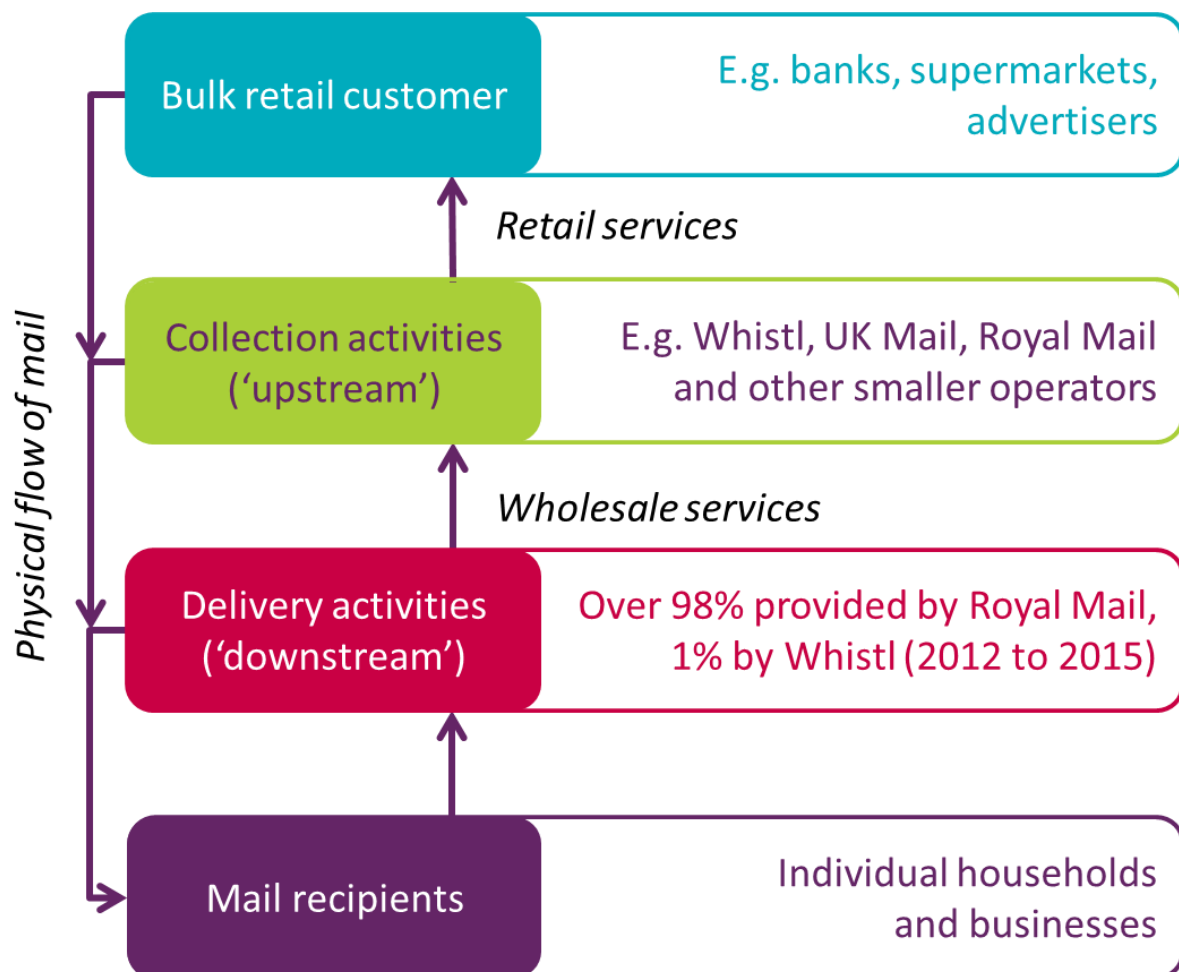 Bulk retail customer
E.g. banks, supermarkets,
advertisers
Retail services
Physical flow of mail
Collection activities
(‘upstream’)
E.g. Whistl, UK Mail, Royal Mail
and other smaller operators
Wholesale services
Delivery activities
(‘downstream’)
Over 98% provided by Royal Mail,
1% by Whistl (2012 to 2015)
Mail recipients
Individual households
and businesses